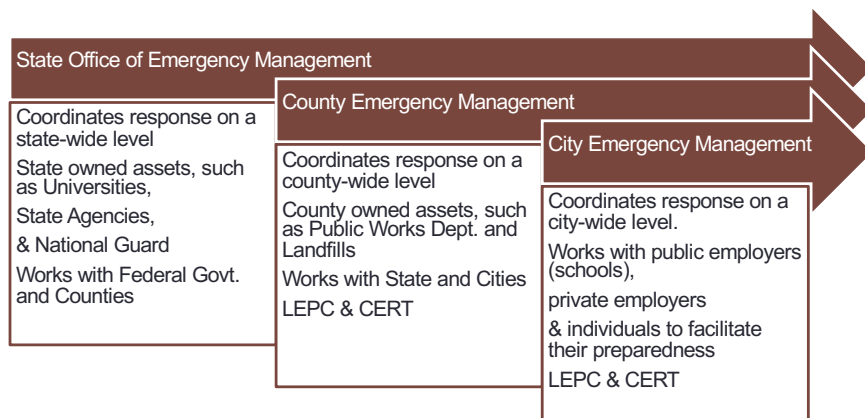 State Office of Emergency Management
Coordinates response on a
state-wide level
State owned assets, such
as Universities,
State Agencies,
& National Guard
Works with Federal Govt.
and Counties
County Emergency Management
Coordinates response on a
county-wide level
County owned assets, such
as Public Works Dept. and
Landfills
Works with State and Cities
LEPC & CERT
City Emergency Management
Coordinates response on a
city-wide level.
Works with public employers
(schools),
private employers
& individuals to facilitate
their preparedness
LEPC & CERT